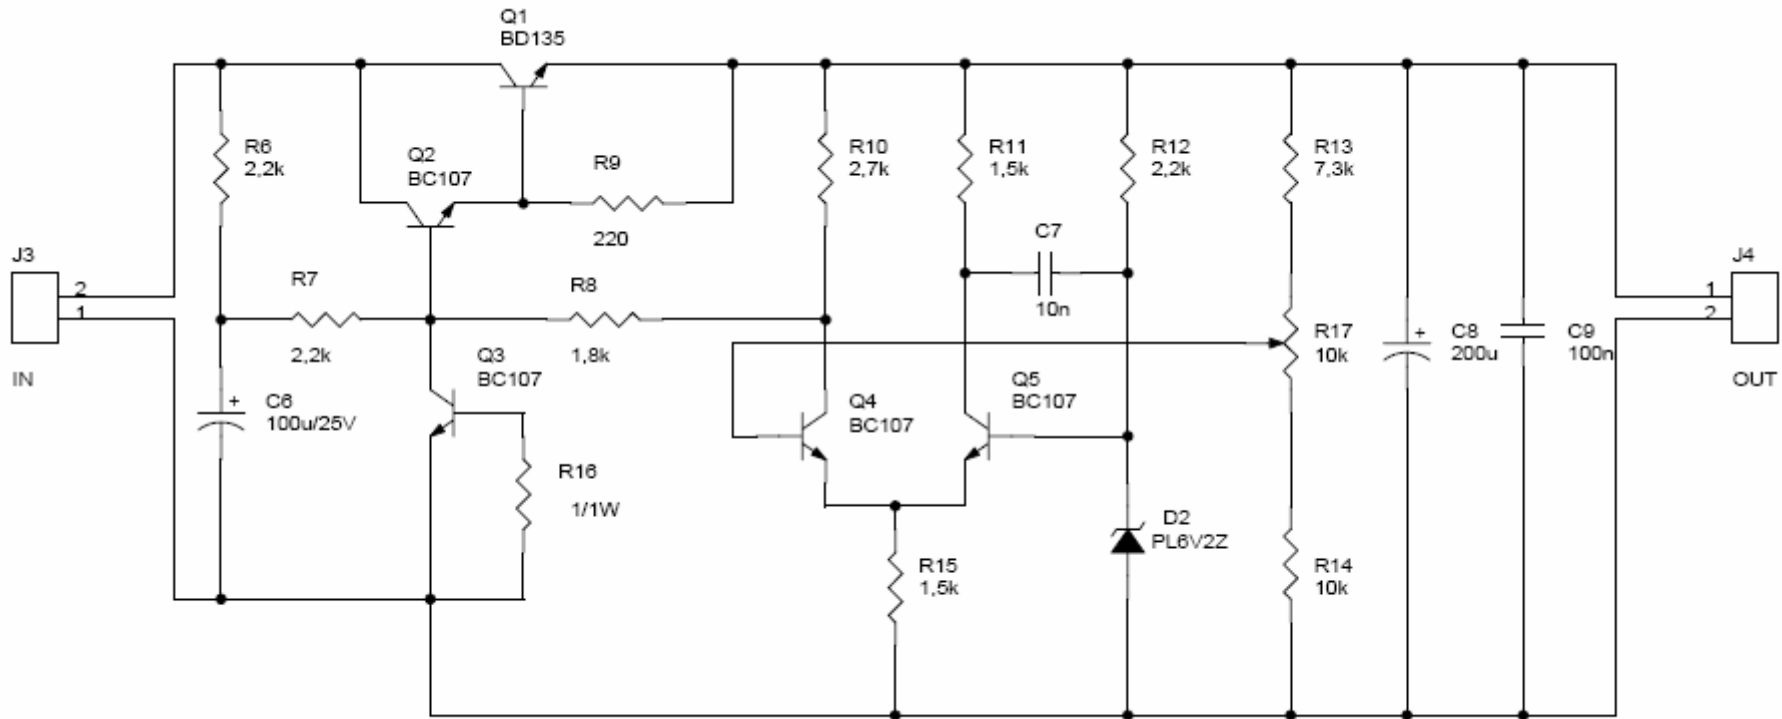 Q1
BD135
R6
2,2k
Q2
BC107
R9
220
R10
2,7k
R11
1,5k
R12
2,2k
R13
7,3k
C7
10n
J3
2
1
IN
R7
2,2k
R8
1,8k
Q3
BC107
R17
10k
C8
200u
C9
100n
J4
1
2
OUT
C6
100u/25V
Q4
BC107
Q5
BC107
R16
1/1W
D2
PL6V2Z
R15
1,5k
R14
10k
+
+